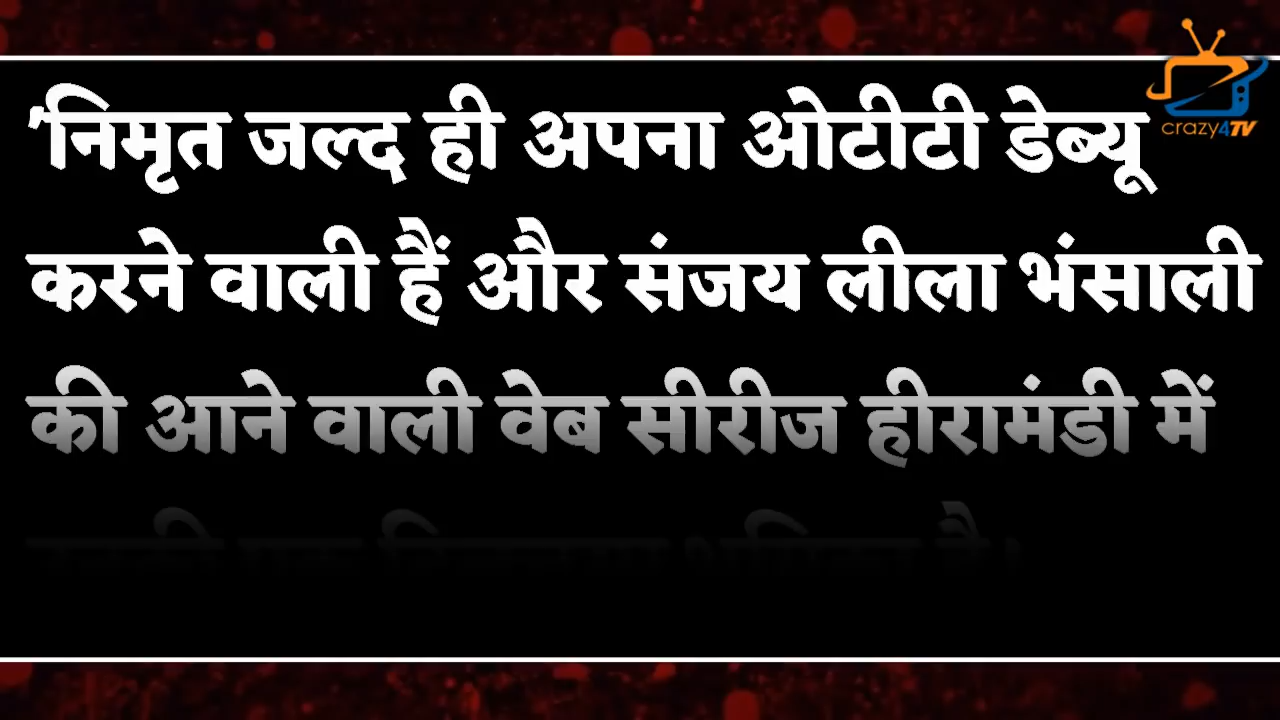 'निमृत जल्द ही अपना ओटीटी डेब्यू
करने वाली हैं और संजय लीला भंसाली
की आने वाली वेब सीरीज हीरामंडी में
crazy4TV